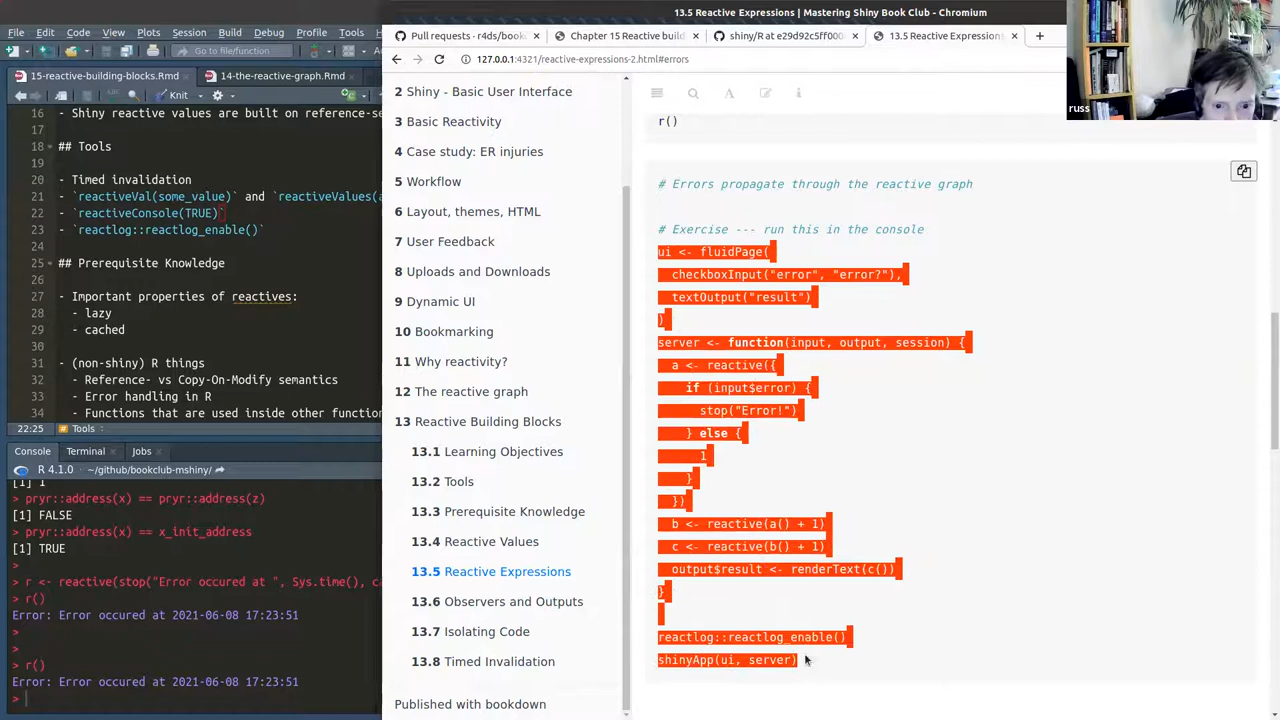 13.5 Reactive Expressions | Mastering Shiny Book Club - Chromium
File Edit Code View Plots Session Build Debug Profile Tools
Go to file/function
15-reactive-building-blocks.Rmd
14-the-reactive-graph.Rmd
Knit
16 - Shiny reactive values are built on reference-se
17
18 ## Tools
19
20 - Timed invalidation
21 - `reactiveVal(some_value)` and `reactiveValues(a
22 - `reactiveConsole(TRUE)`
23 - `reactlog::reactlog_enable()`
24
25 ## Prerequisite Knowledge
26
27 - Important properties of reactives:
28 - lazy
29 - cached
30
31 - (non-shiny) R things
32 - Reference- vs Copy-On-Modify semantics
33 - Error handling in R
34 - Functions that are used inside other function
22:25 # Tools
Console Terminal Jobs
R 4.1.0 · ~/github/bookclub-mshiny/
[1] 1
> pryr::address(x) == pryr::address(z)
[1] FALSE
> pryr::address(x) == x_init_address
[1] TRUE
>
> r <- reactive(stop("Error occured at ", Sys.time(), ca
> r()
Error: Error occured at 2021-06-08 17:23:51
>
> r()
Error: Error occured at 2021-06-08 17:23:51
>
Pull requests · r4ds/book
Chapter 15 Reactive build
shiny/R at e29d92c5ff000
13.5 Reactive Expressions
127.0.0.1:4321/reactive-expressions-2.html#errors
2 Shiny - Basic User Interface
3 Basic Reactivity
4 Case study: ER injuries
5 Workflow
6 Layout, themes, HTML
7 User Feedback
8 Uploads and Downloads
9 Dynamic UI
10 Bookmarking
11 Why reactivity?
12 The reactive graph
13 Reactive Building Blocks
13.1 Learning Objectives
13.2 Tools
13.3 Prerequisite Knowledge
13.4 Reactive Values
13.5 Reactive Expressions
13.6 Observers and Outputs
13.7 Isolating Code
13.8 Timed Invalidation
Published with bookdown
r()
# Errors propagate through the reactive graph
# Exercise --- run this in the console
ui <- fluidPage(
checkboxInput("error", "error?"),
textOutput("result")
)
server <- function(input, output, session) {
a <- reactive({
if (input$error) {
stop("Error!")
} else {
1
}
})
b <- reactive(a() + 1)
c <- reactive(b() + 1)
output$result <- renderText(c())
}
reactlog::reactlog_enable()
shinyApp(ui, server)
russ